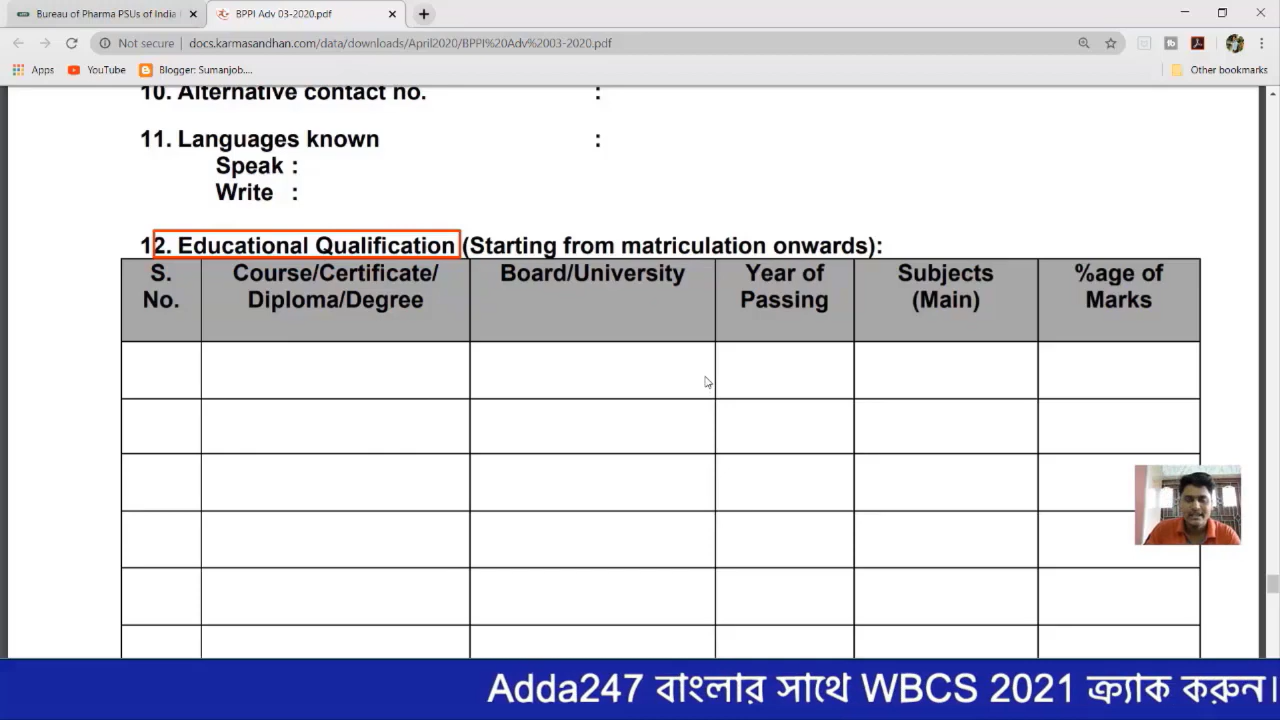 Bureau of Pharma PSUs of India
BPPI Adv 03-2020.pdf
Not secure
docs.karmasandhan.com/data/downloads/April2020/BPPI%20Adv%2003-2020.pdf
Apps
YouTube
Blogger: Sumanjob....
Other bookmarks
10. Alternative contact no. :
11. Languages known :
Speak :
Write :
12. Educational Qualification (Starting from matriculation onwards):
S. No.
Course/Certificate/
Diploma/Degree
Board/University
Year of
Passing
Subjects
(Main)
%age of
Marks
Adda247 বাংলার সাথে WBCS 2021 ক্র্যাক করুন।